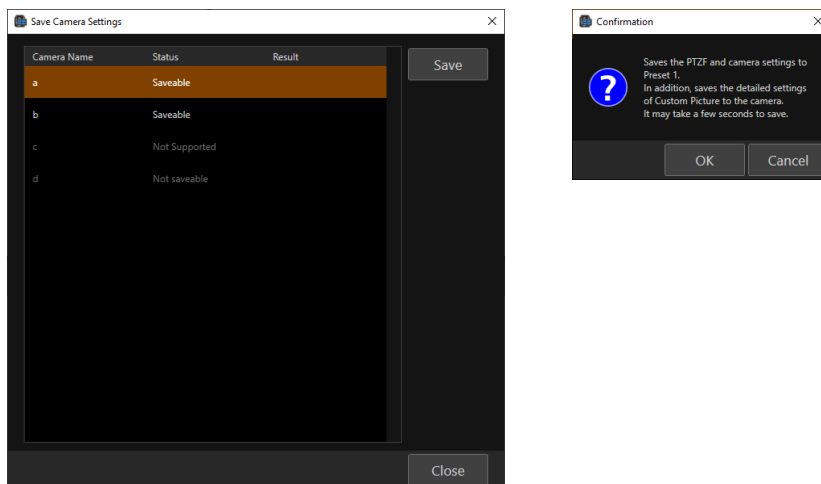 Save Camera Settings
Camera Name Status Result
Save
a Saveable
b Saveable
c Not Supported
d Not saveable
Close
Confirmation
?
Saves the PTZF and camera settings to
Preset 1.
In addition, saves the detailed settings
of Custom Picture to the camera.
It may take a few seconds to save.
OK Cancel